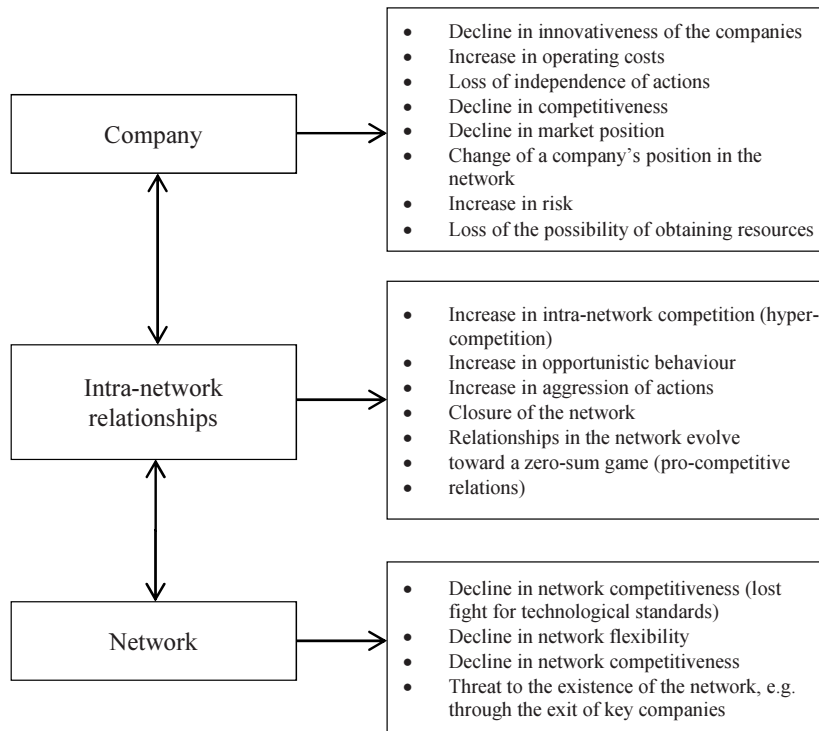 Company
• Decline in innovativeness of the companies
• Increase in operating costs
• Loss of independence of actions
• Decline in competitiveness
• Decline in market position
• Change of a company's position in the
network
• Increase in risk
• Loss of the possibility of obtaining resources
Intra-network
relationships
• Increase in intra-network competition (hyper-
competition)
• Increase in opportunistic behaviour
• Increase in aggression of actions
• Closure of the network
• Relationships in the network evolve
• toward a zero-sum game (pro-competitive
• relations)
Network
• Decline in network competitiveness (lost
fight for technological standards)
• Decline in network flexibility
• Decline in network competitiveness
• Threat to the existence of the network, e.g.
through the exit of key companies